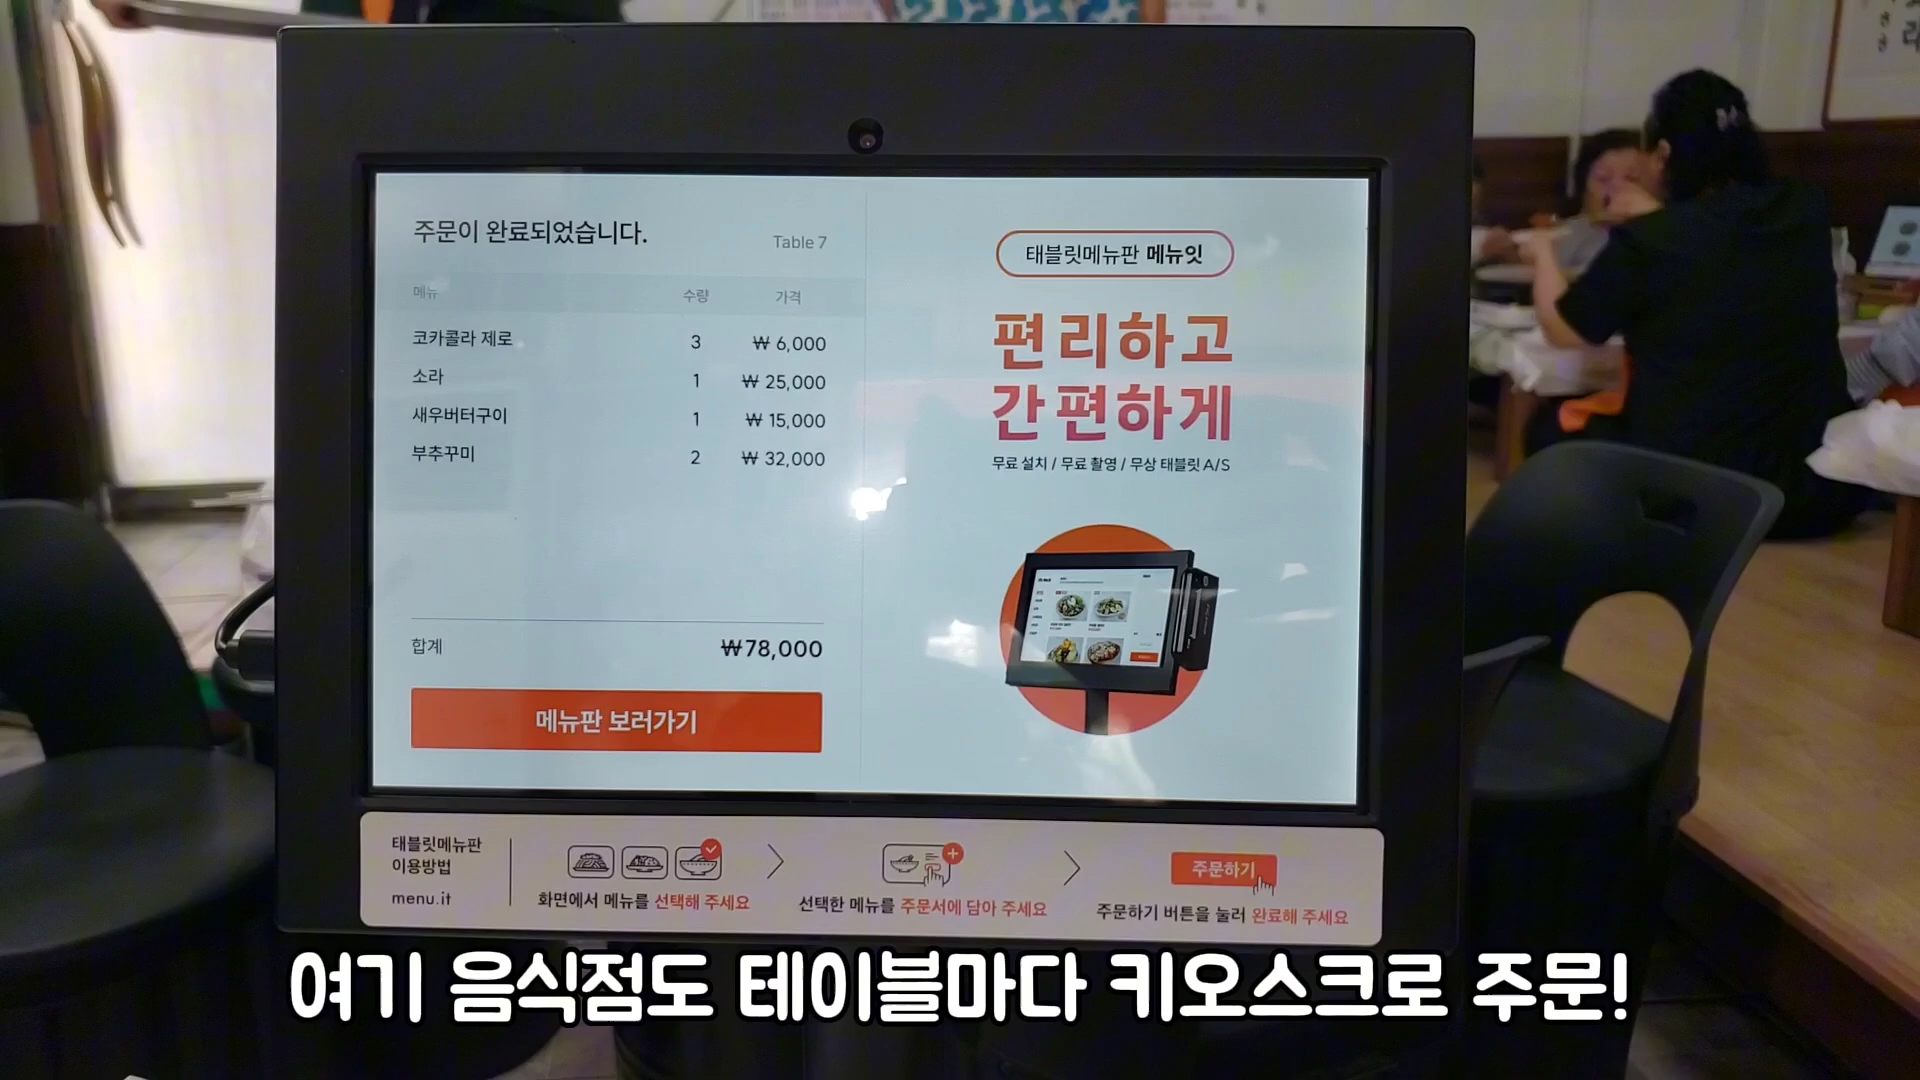 주문이 완료되었습니다.
Table 7
메뉴 수량 가격
코카콜라 제로 3 ₩ 6,000
소라 1 ₩ 25,000
새우버터구이 1 ₩ 15,000
부추꾸미 2 ₩ 32,000
합계 ₩78,000
메뉴판 보러가기
태블릿메뉴판 메뉴잇
편리하고
간편하게
무료 설치 / 무료 촬영 / 무상 태블릿 A/S
태블릿메뉴판
이용방법
menu.it
화면에서 메뉴를 선택해 주세요
선택한 메뉴를 주문서에 담아 주세요
주문하기
주문하기 버튼을 눌러 완료해 주세요
여기 음식점도 테이블마다 키오스크로 주문!